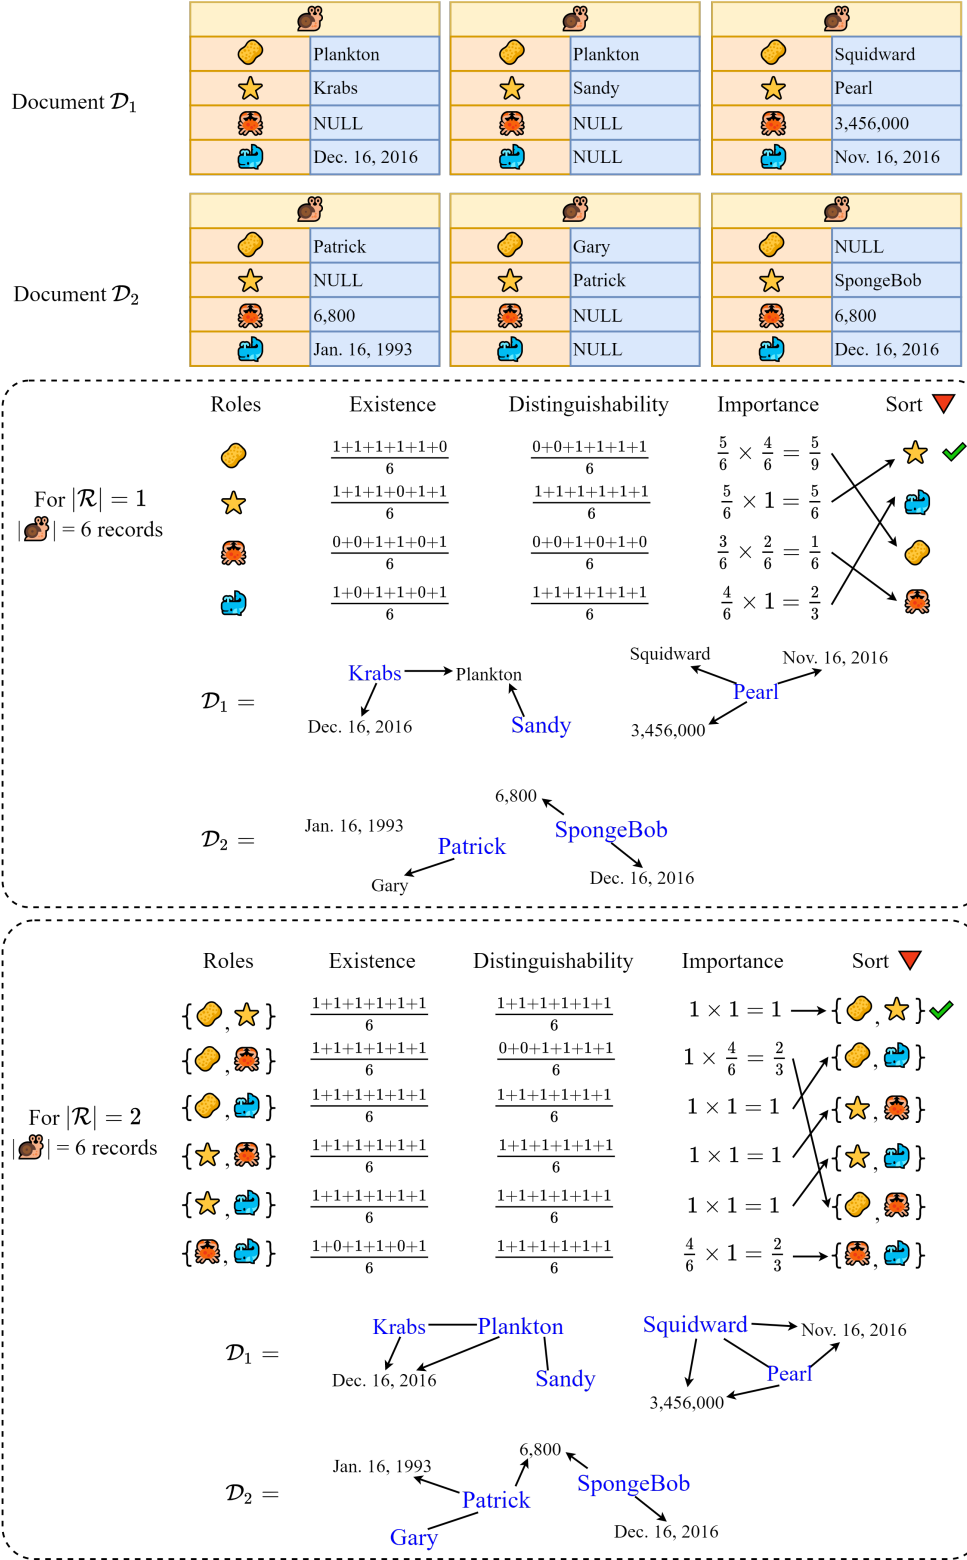 Document 𝒟₁
Plankton Plankton Squidward
Krabs Sandy Pearl
NULL NULL 3,456,000
Dec. 16, 2016 NULL Nov. 16, 2016
Document 𝒟₂
Patrick Gary NULL
NULL Patrick SpongeBob
6,800 NULL 6,800
Jan. 16, 1993 NULL Dec. 16, 2016
Roles Existence Distinguishability Importance Sort
For |ℛ| = 1
| | = 6 records
1+1+1+1+1+0/6 0+0+1+1+1+1/6 5/6 × 4/6 = 5/9
1+1+1+0+1+1/6 1+1+1+1+1+1/6 5/6 × 1 = 5/6
0+0+1+1+0+1/6 0+0+1+0+1+0/6 3/6 × 2/6 = 1/6
1+0+1+1+0+1/6 1+1+1+1+1+1/6 4/6 × 1 = 2/3
𝒟₁ =
Krabs Plankton
Dec. 16, 2016 Sandy
Squidward Nov. 16, 2016
Pearl
3,456,000
𝒟₂ =
6,800
Jan. 16, 1993 SpongeBob
Patrick
Gary Dec. 16, 2016
Roles Existence Distinguishability Importance Sort
For |ℛ| = 2
| | = 6 records
{ , } 1+1+1+1+1+1/6 1+1+1+1+1+1/6 1 × 1 = 1 { , }
{ , } 1+1+1+1+1+1/6 0+0+1+1+1+1/6 1 × 4/6 = 2/3 { , }
{ , } 1+1+1+1+1+1/6 1+1+1+1+1+1/6 1 × 1 = 1 { , }
{ , } 1+1+1+1+1+1/6 1+1+1+1+1+1/6 1 × 1 = 1 { , }
{ , } 1+1+1+1+1+1/6 1+1+1+1+1+1/6 1 × 1 = 1 { , }
{ , } 1+0+1+1+0+1/6 1+1+1+1+1+1/6 4/6 × 1 = 2/3 { , }
𝒟₁ =
Krabs Plankton
Dec. 16, 2016 Sandy
Squidward Nov. 16, 2016
Pearl
3,456,000
𝒟₂ =
6,800
Jan. 16, 1993
Patrick SpongeBob
Gary Dec. 16, 2016